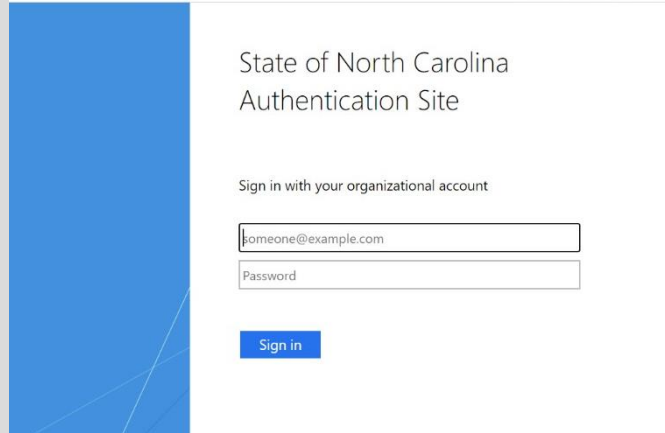 State of North Carolina
Authentication Site
Sign in with your organizational account
someone@example.com
Password
Sign in